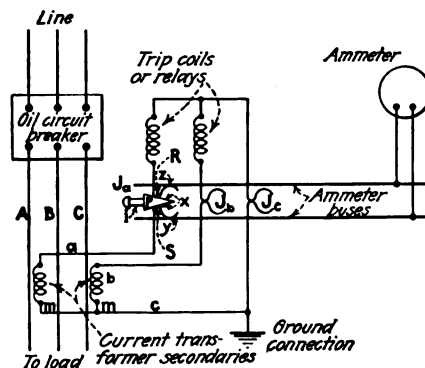 Line
Trip coils
or relays
Ammeter
Oil circuit
breaker
R
Ja
z
x
Jb
Jc
Ammeter
buses
A
B
C
y
S
a
b
m
m
c
Current trans-
former secondaries
Ground
connection
To load